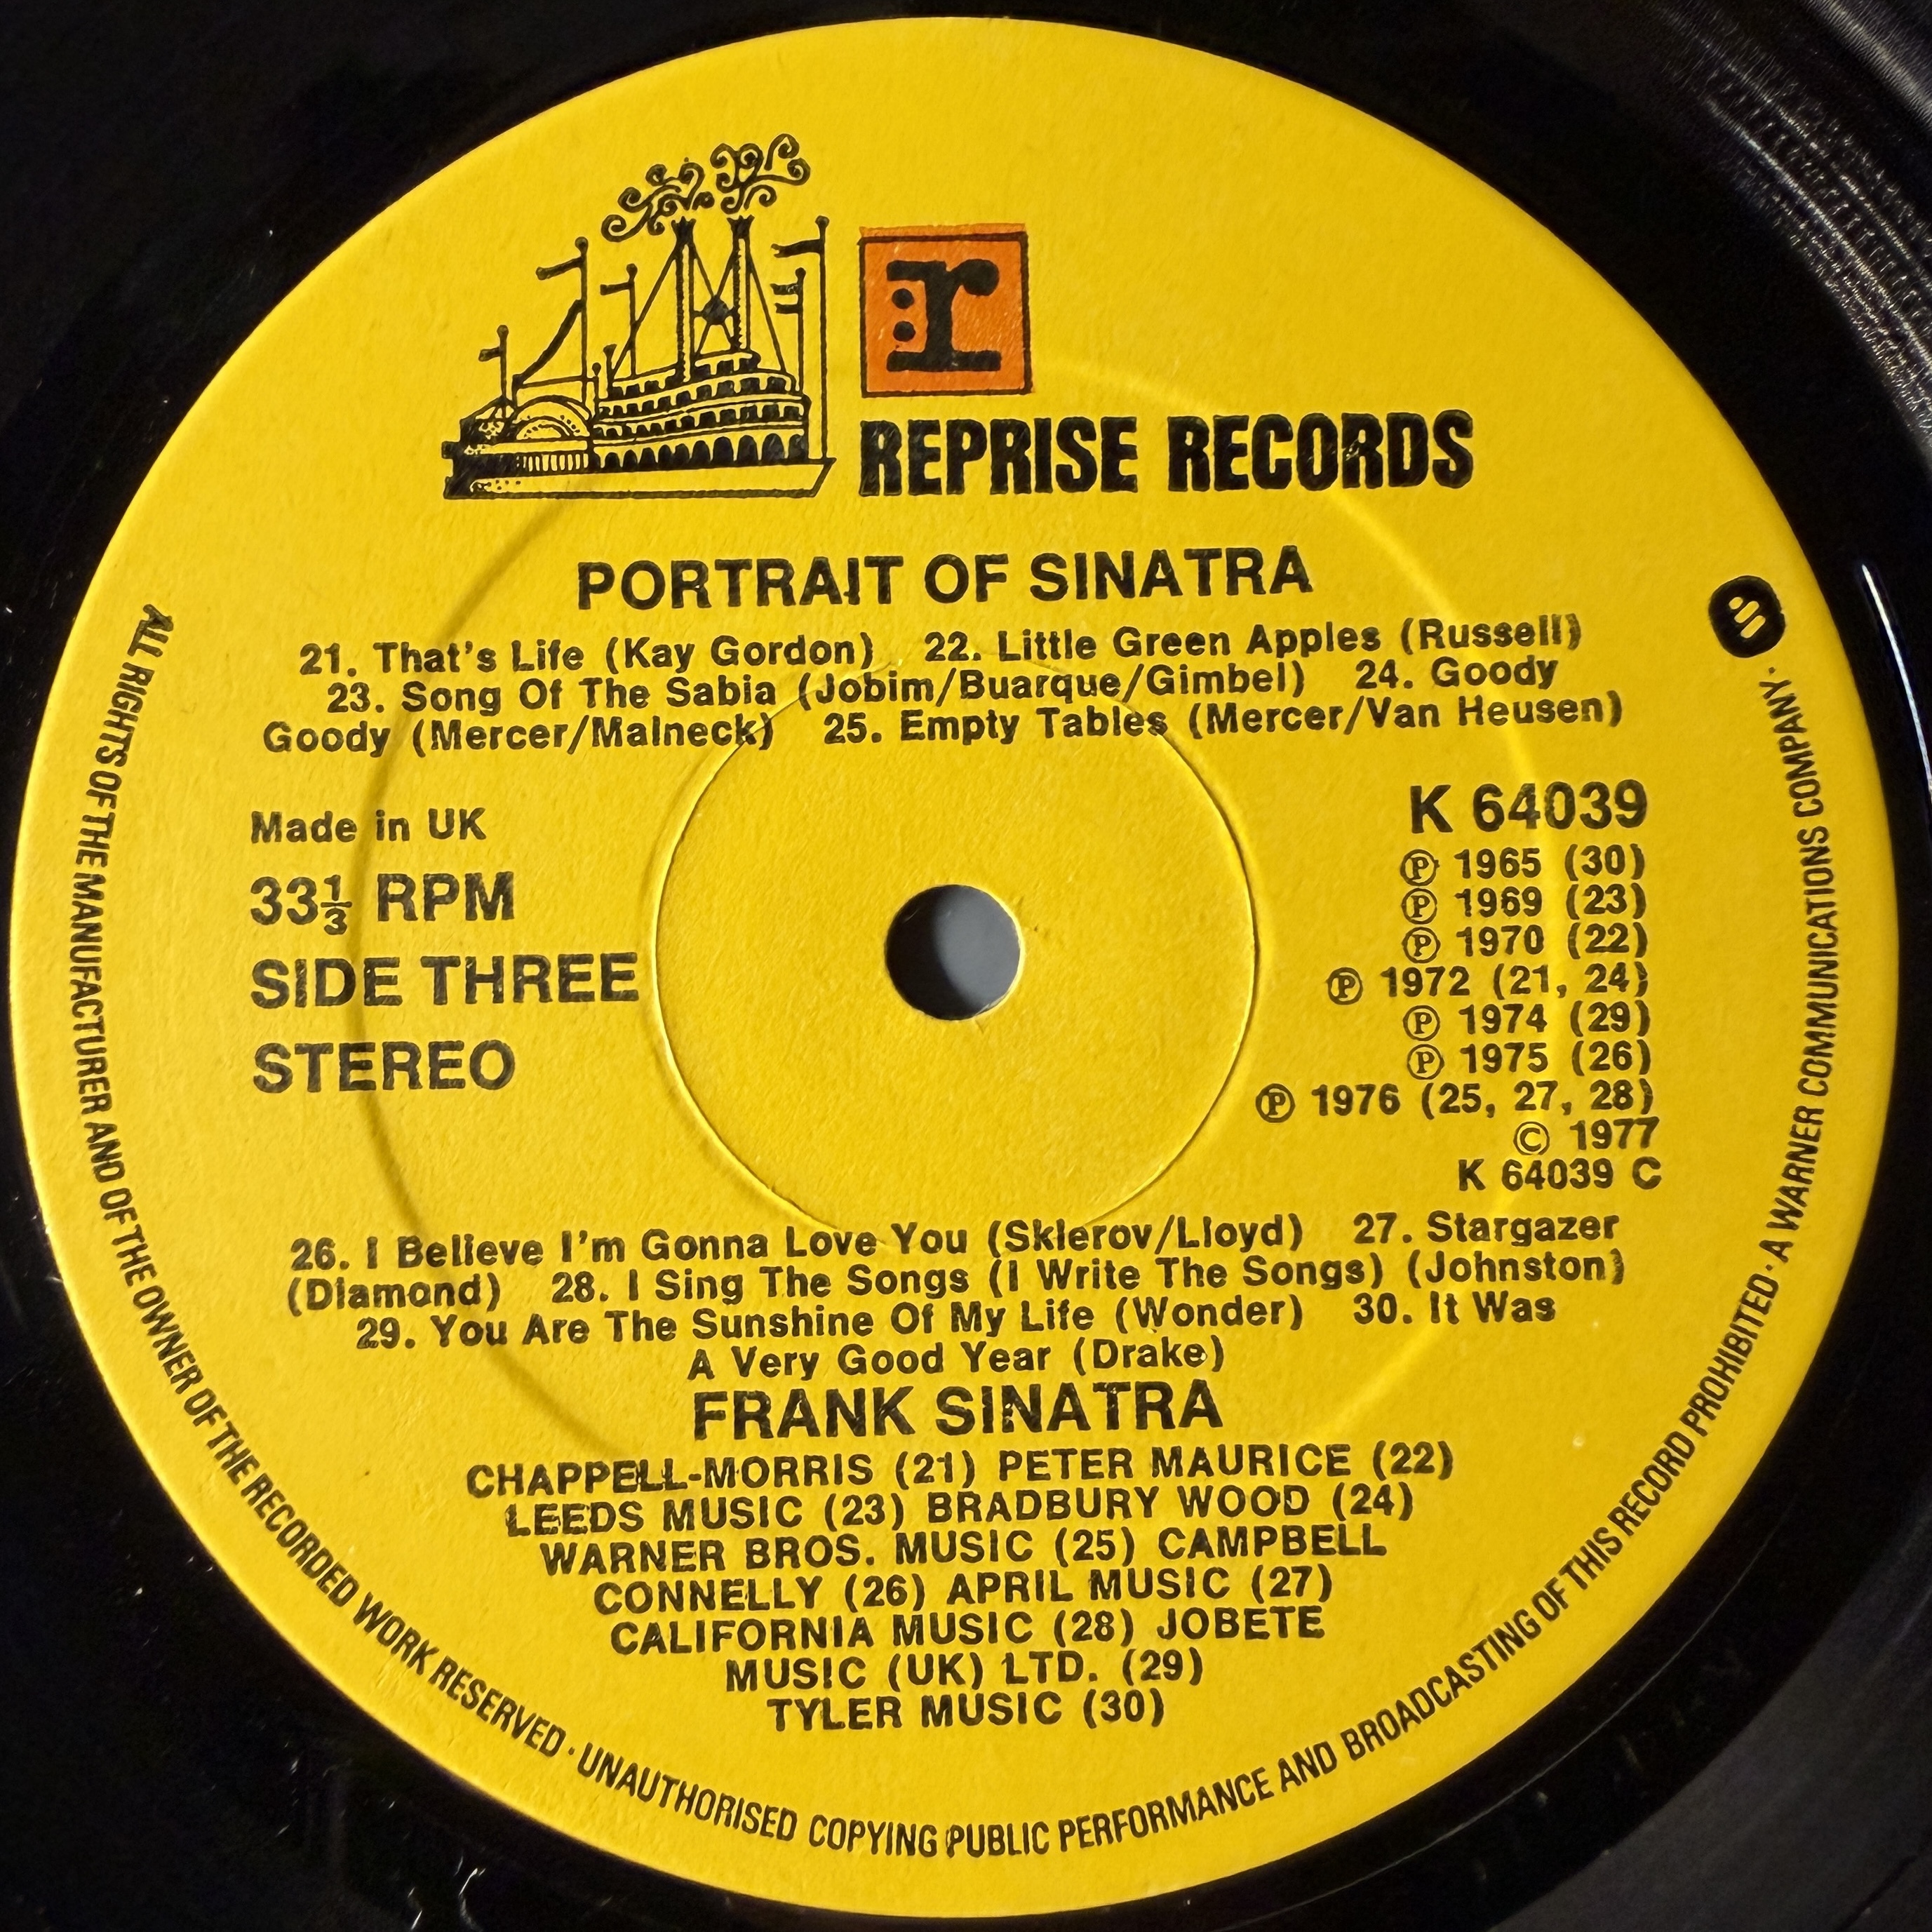 r
REPRISE RECORDS
PORTRAIT OF SINATRA
21. That's Life (Kay Gordon) 22. Little Green Apples (Russell)
23. Song Of The Sabia (Jobim/Buarque/Gimbel) 24. Goody
Goody (Mercer/Malneck) 25. Empty Tables (Mercer/Van Heusen)
Made in UK
33⅓ RPM
SIDE THREE
STEREO
K 64039
℗ 1965 (30)
℗ 1969 (23)
℗ 1970 (22)
℗ 1972 (21, 24)
℗ 1974 (29)
℗ 1975 (26)
℗ 1976 (25, 27, 28)
© 1977
K 64039 C
26. I Believe I'm Gonna Love You (Sklerov/Lloyd) 27. Stargazer
(Diamond) 28. I Sing The Songs (I Write The Songs) (Johnston)
29. You Are The Sunshine Of My Life (Wonder) 30. It Was
A Very Good Year (Drake)
FRANK SINATRA
CHAPPELL-MORRIS (21) PETER MAURICE (22)
LEEDS MUSIC (23) BRADBURY WOOD (24)
WARNER BROS. MUSIC (25) CAMPBELL
CONNELLY (26) APRIL MUSIC (27)
CALIFORNIA MUSIC (28) JOBETE
MUSIC (UK) LTD. (29)
TYLER MUSIC (30)
ALL RIGHTS OF THE MANUFACTURER AND OF THE OWNER OF THE RECORDED WORK RESERVED · UNAUTHORISED COPYING PUBLIC PERFORMANCE AND BROADCASTING OF THIS RECORD PROHIBITED · A WARNER COMMUNICATIONS COMPANY ·